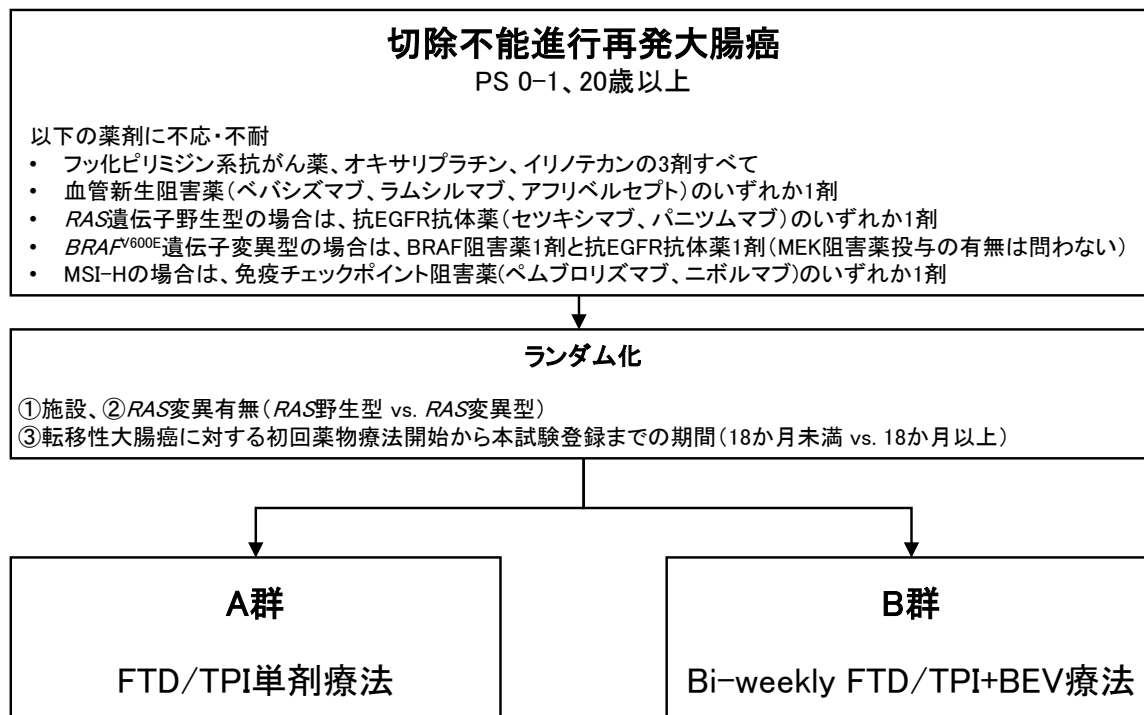 切除不能進行再発大腸癌
PS 0-1、20歳以上
以下の薬剤に不応・不耐
• フッ化ピリミジン系抗がん薬、オキサリプラチン、イリノテカンの3剤すべて
• 血管新生阻害薬(ベバシズマブ、ラムシルマブ、アフリベルセプト)のいずれか1剤
• RAS遺伝子野生型の場合は、抗EGFR抗体薬(セツキシマブ、パニツムマブ)のいずれか1剤
• BRAFV600E遺伝子変異型の場合は、BRAF阻害薬1剤と抗EGFR抗体薬1剤(MEK阻害薬投与の有無は問わない)
• MSI-Hの場合は、免疫チェックポイント阻害薬(ペムブロリズマブ、ニボルマブ)のいずれか1剤
ランダム化
①施設、②RAS変異有無(RAS野生型 vs. RAS変異型)
③転移性大腸癌に対する初回薬物療法開始から本試験登録までの期間(18か月未満 vs. 18か月以上)
A群
FTD/TPI単剤療法
B群
Bi-weekly FTD/TPI+BEV療法